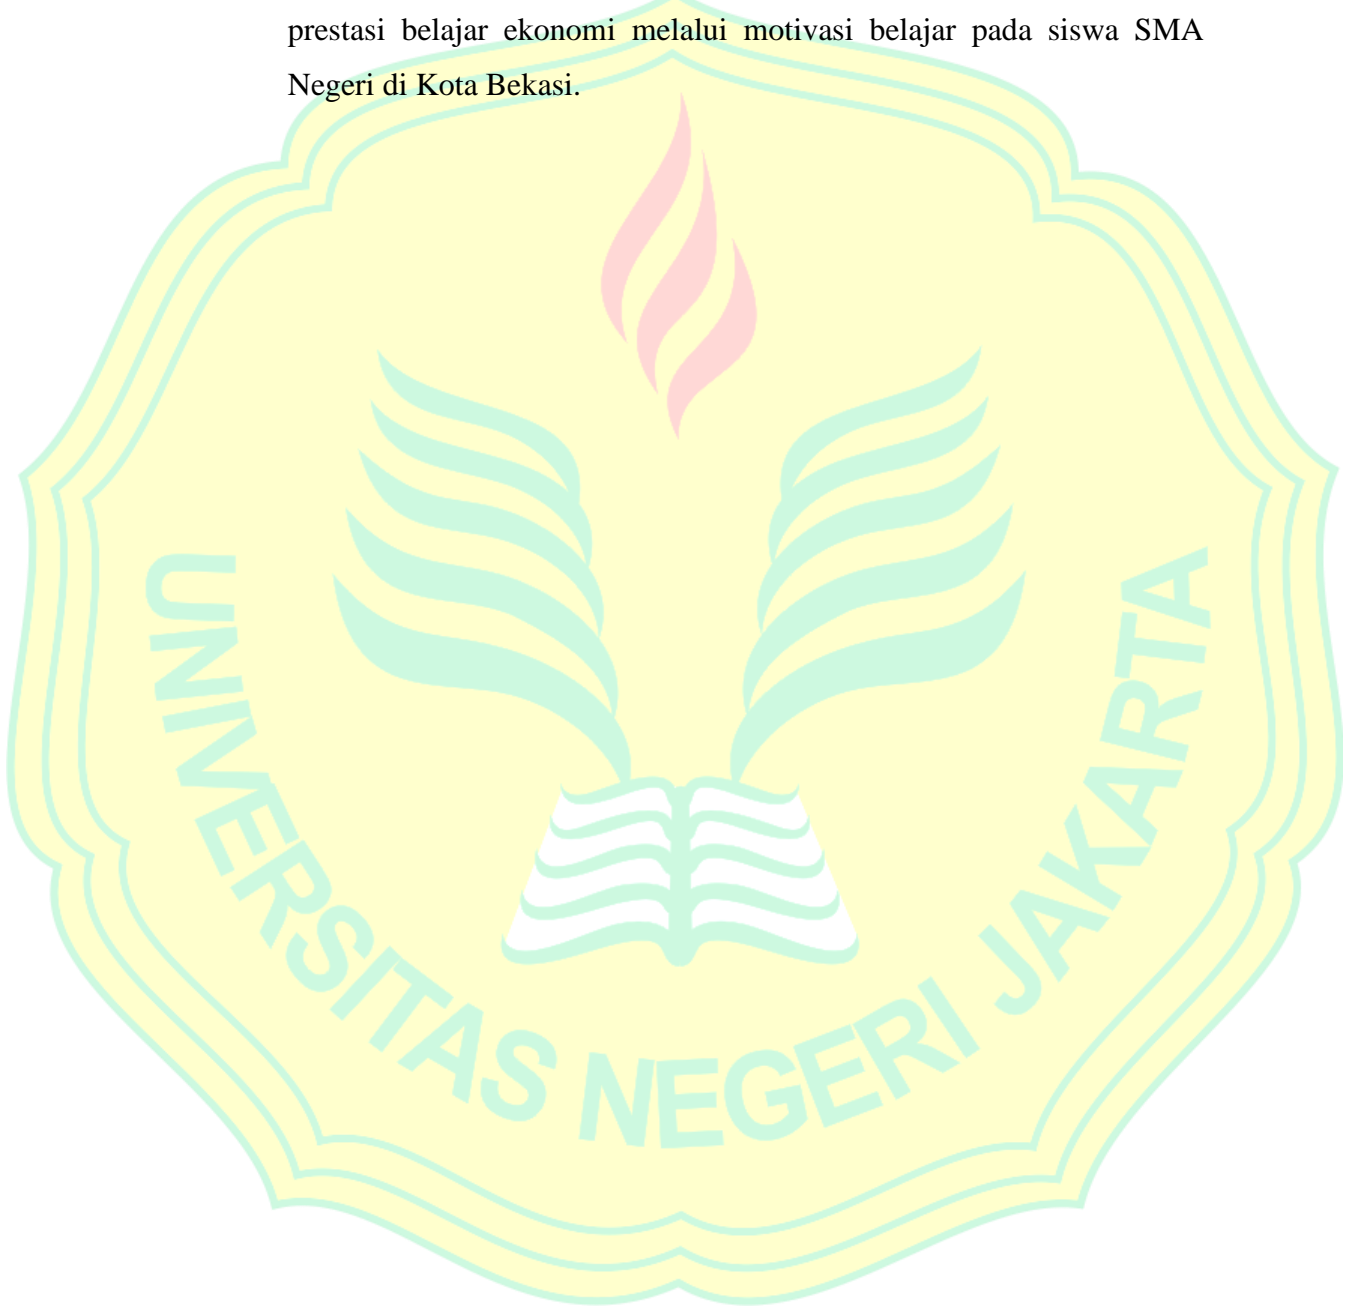 prestasi belajar ekonomi melalui motivasi belajar pada siswa SMA
Negeri di Kota Bekasi.
UNIVERSITAS NEGERI JAKARTA